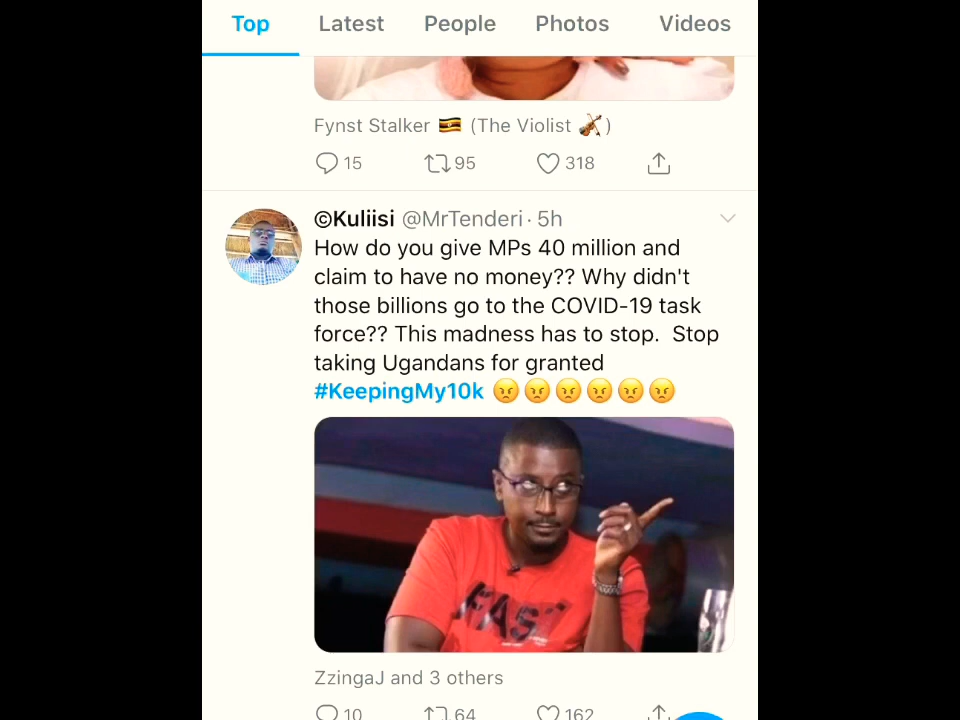 Top Latest People Photos Videos
Fynst Stalker 🇺🇬 (The Violist 🎻)
15 95 318
©Kuliisi @MrTenderi · 5h
How do you give MPs 40 million and
claim to have no money?? Why didn't
those billions go to the COVID-19 task
force?? This madness has to stop. Stop
taking Ugandans for granted
#KeepingMy10k 😠😠😠😠😠😠
FAST
ZzingaJ and 3 others
10 64 162